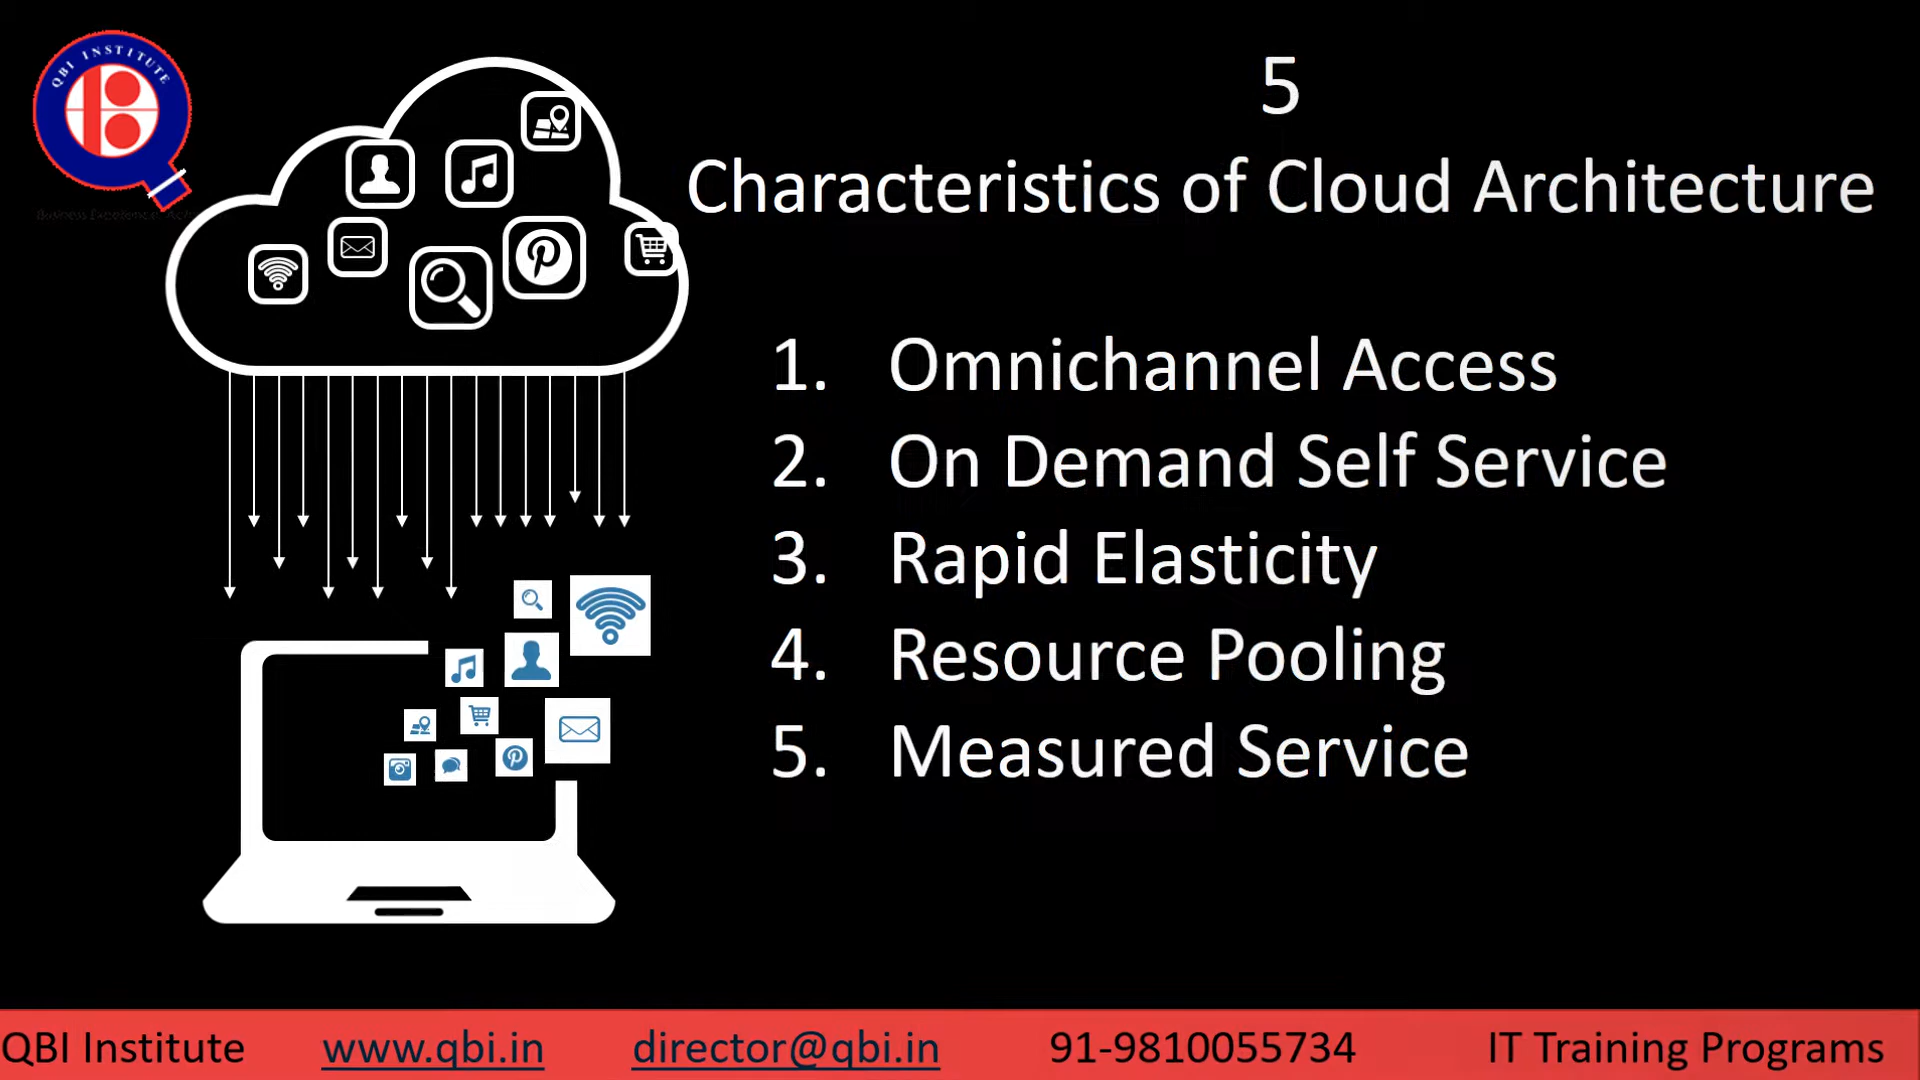 QBI INSTITUTE
5
Characteristics of Cloud Architecture
1. Omnichannel Access
2. On Demand Self Service
3. Rapid Elasticity
4. Resource Pooling
5. Measured Service
QBI Institute www.qbi.in director@qbi.in 91-9810055734 IT Training Programs